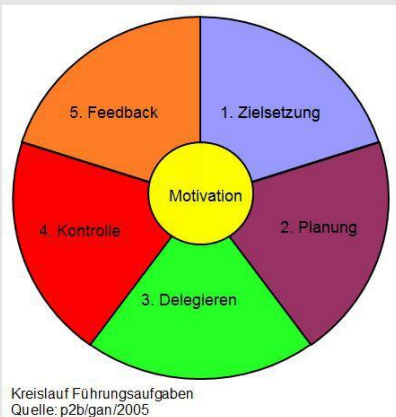 1. Zielsetzung
2. Planung
3. Delegieren
4. Kontrolle
5. Feedback
Motivation
Kreislauf Führungsaufgaben
Quelle: p2b/gan/2005